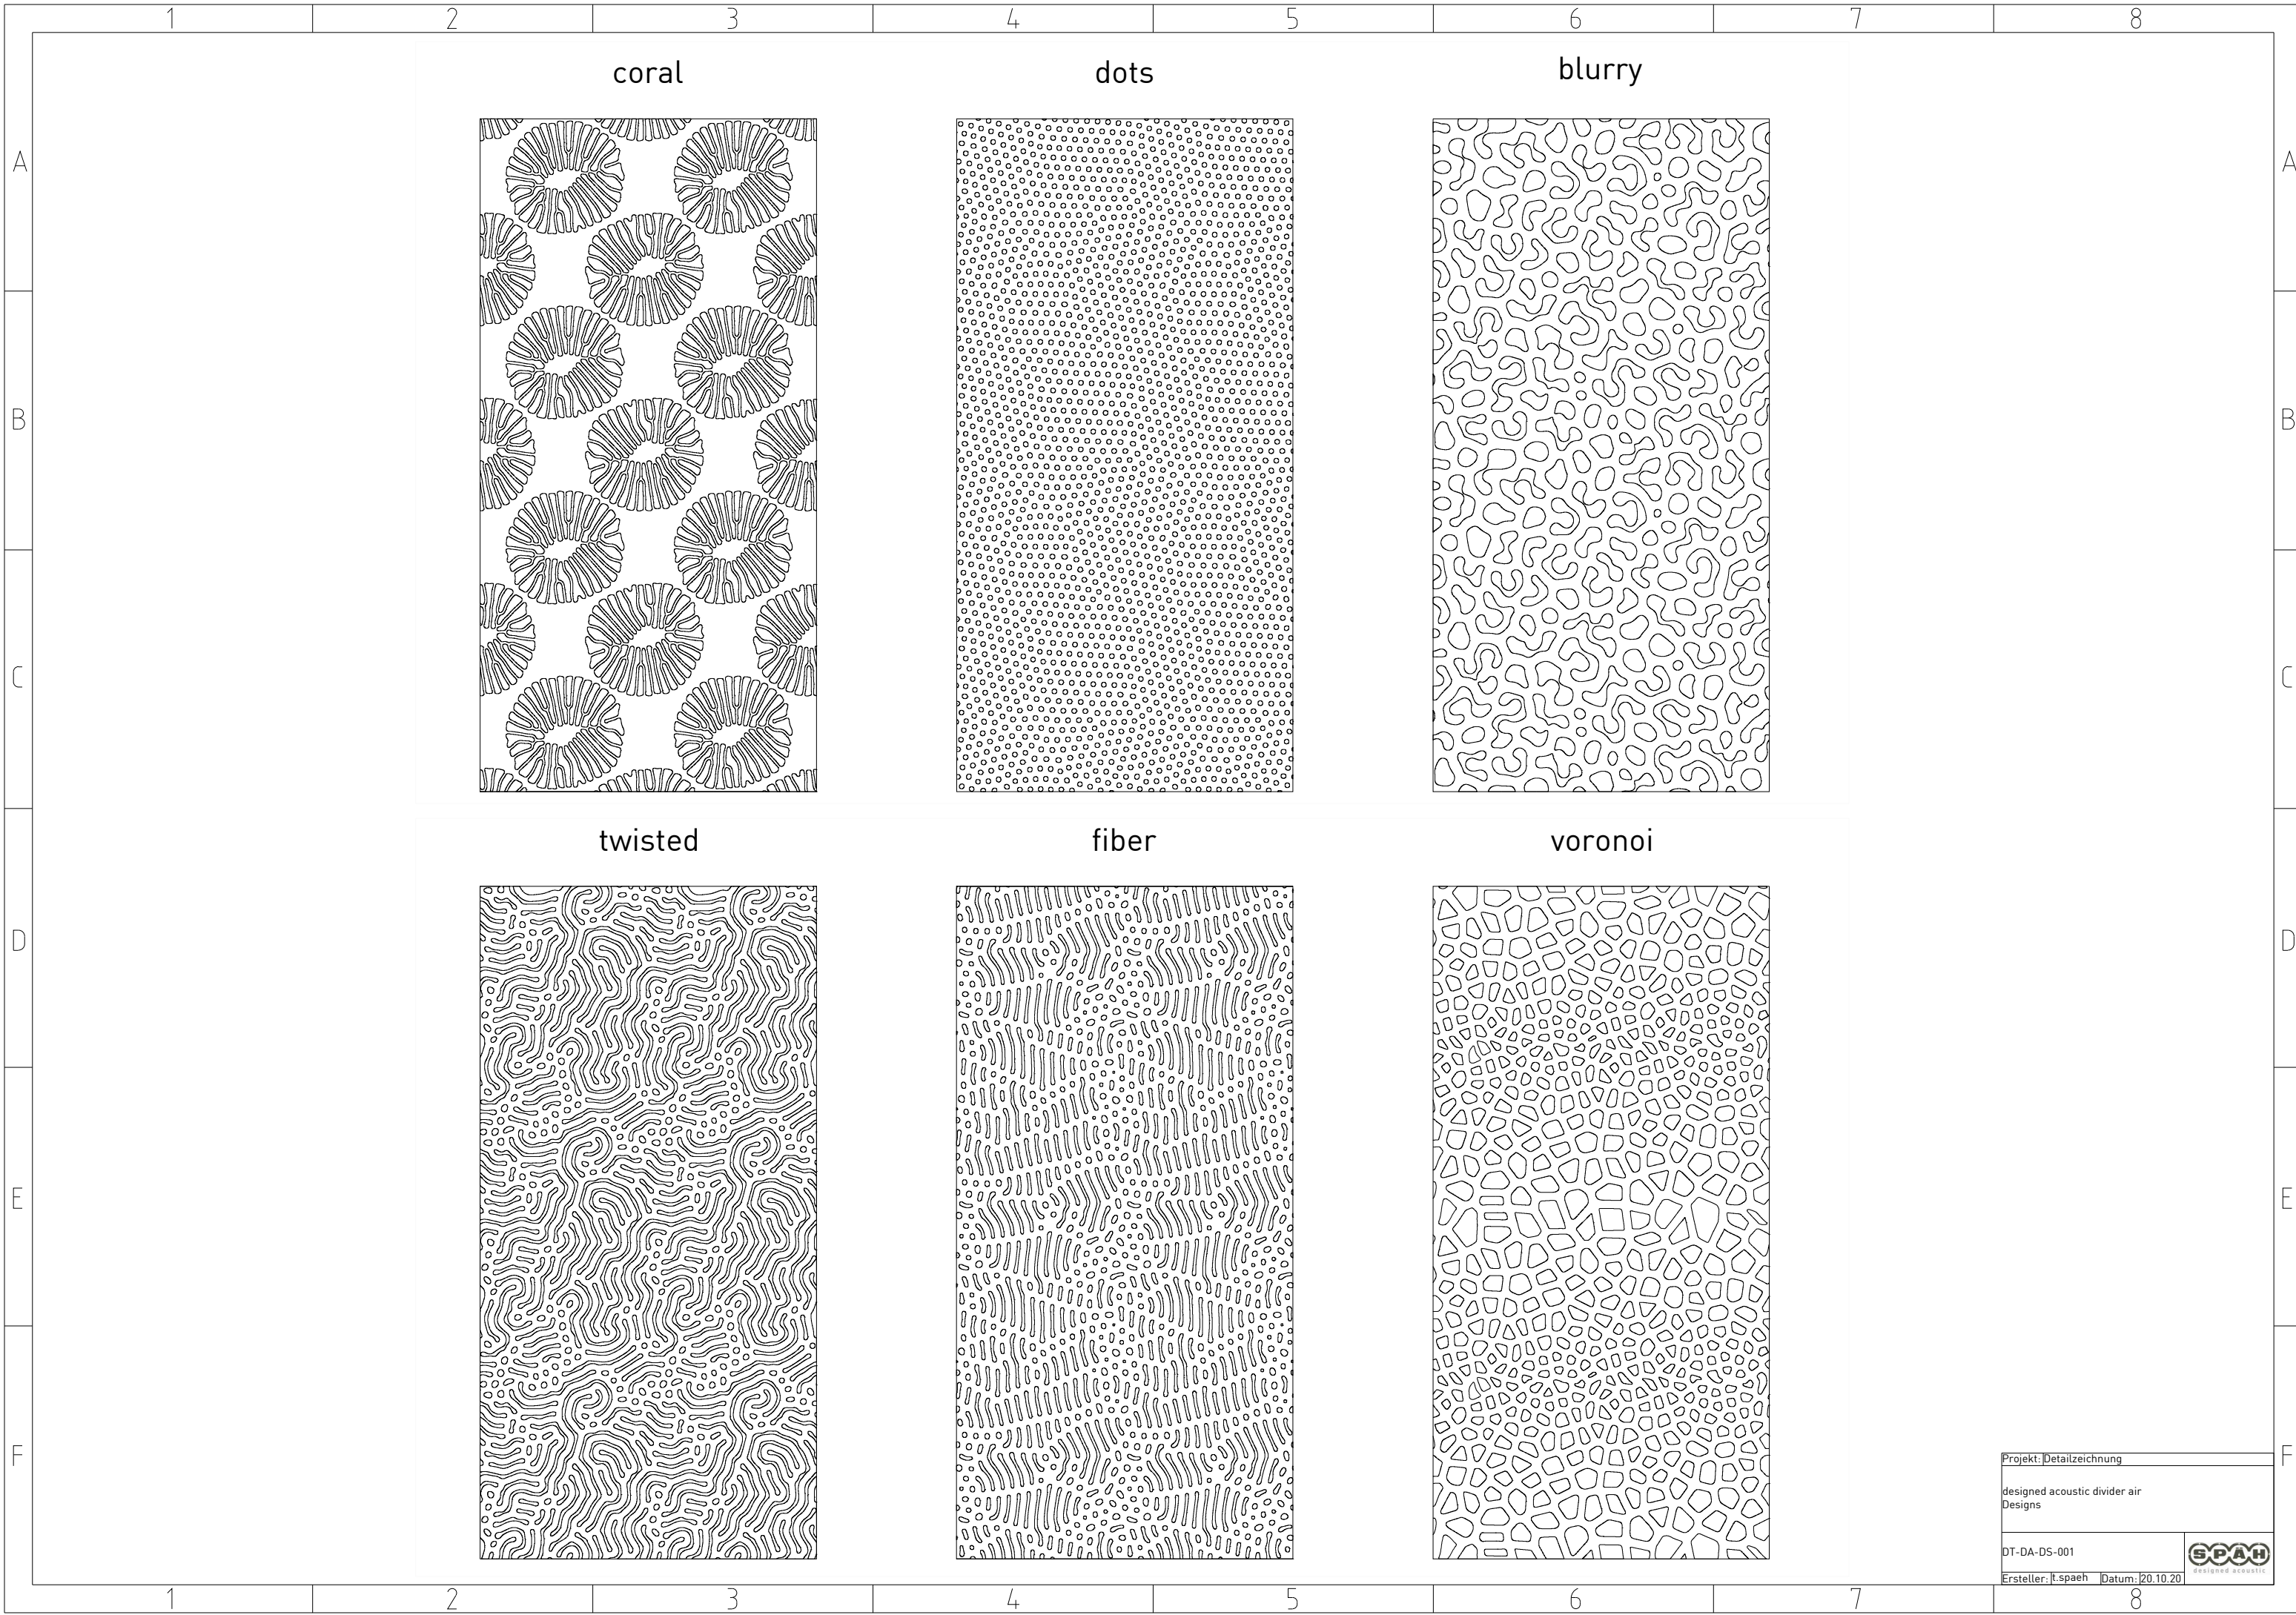 1 2 3 4 5 6 7 8
coral dots blurry
A A
B B
C C
twisted fiber voronoi
D D
E E
F F
Projekt: Detailzeichnung
designed acoustic divider air
Designs
DT-DA-DS-001
SPÄH
designed acoustic
Ersteller: t.spaeh Datum: 20.10.20
1 2 3 4 5 6 7 8